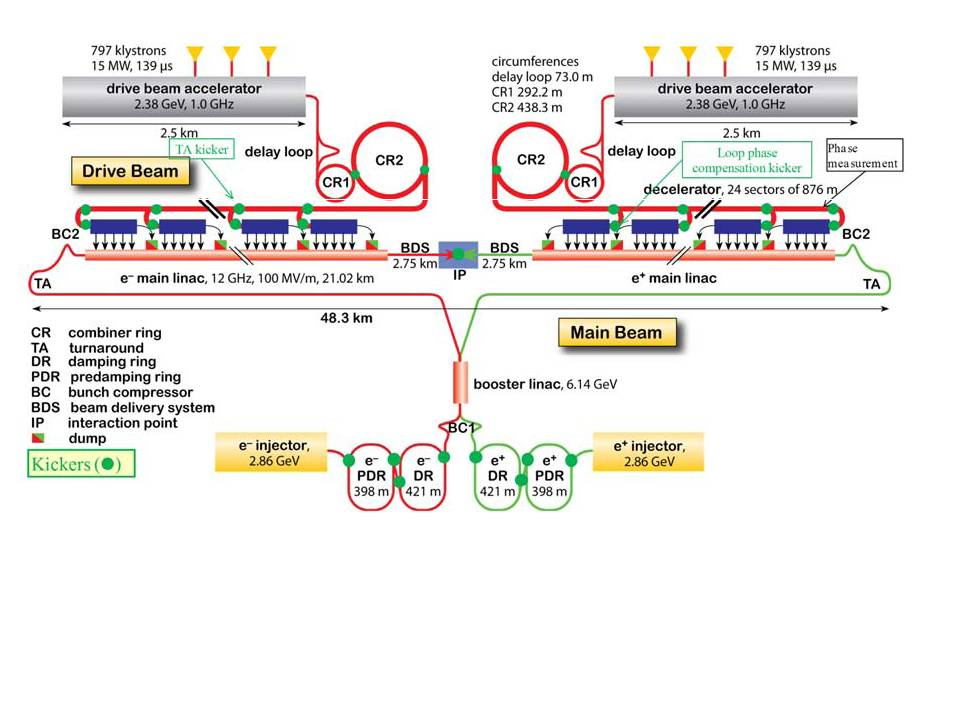 797 klystrons
15 MW, 139 µs
drive beam accelerator
2.38 GeV, 1.0 GHz
2.5 km
circumferences
delay loop 73.0 m
CR1 292.2 m
CR2 438.3 m
797 klystrons
15 MW, 139 µs
drive beam accelerator
2.38 GeV, 1.0 GHz
2.5 km
TA kicker
delay loop
CR2
CR1
Drive Beam
CR2
CR1
delay loop
Loop phase
compensation kicker
Phase
measurement
decelerator, 24 sectors of 876 m
BC2
BDS
2.75 km
IP
BDS
2.75 km
BC2
TA
e⁻ main linac, 12 GHz, 100 MV/m, 21.02 km
e⁺ main linac
TA
48.3 km
Main Beam
CR combiner ring
TA turnaround
DR damping ring
PDR predamping ring
BC bunch compressor
BDS beam delivery system
IP interaction point
dump
Kickers (●)
booster linac, 6.14 GeV
BC1
e⁻ injector,
2.86 GeV
e⁻
PDR
398 m
e⁻
DR
421 m
e⁺
DR
421 m
e⁺
PDR
398 m
e⁺ injector,
2.86 GeV